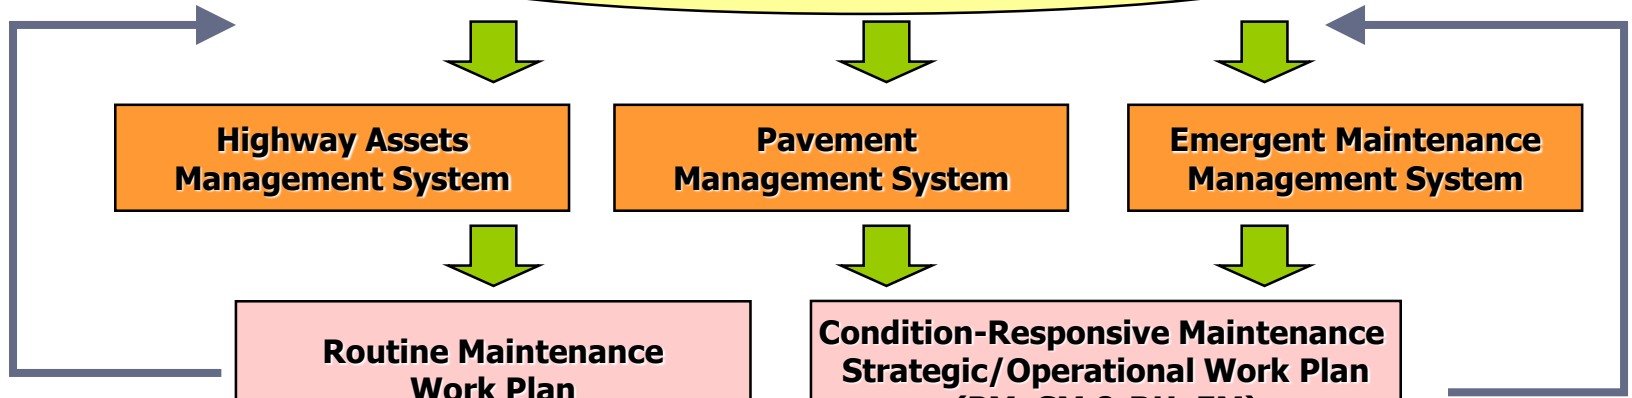 Highway Assets
Management System
Pavement
Management System
Emergent Maintenance
Management System
Routine Maintenance
Work Plan
Condition-Responsive Maintenance
Strategic/Operational Work Plan